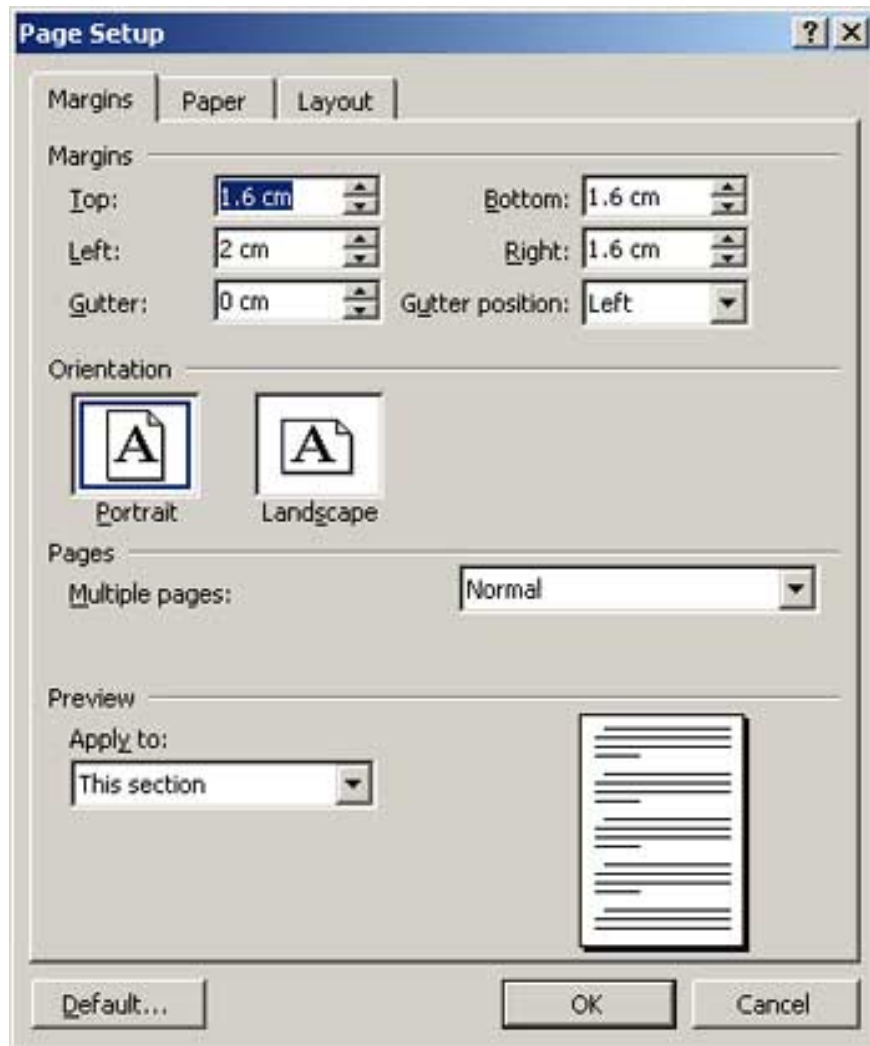 Page Setup
Margins Paper Layout
Margins
Top: 1.6 cm Bottom: 1.6 cm
Left: 2 cm Right: 1.6 cm
Gutter: 0 cm Gutter position: Left
Orientation
A A
Portrait Landscape
Pages
Multiple pages: Normal
Preview
Apply to:
This section
Default... OK Cancel